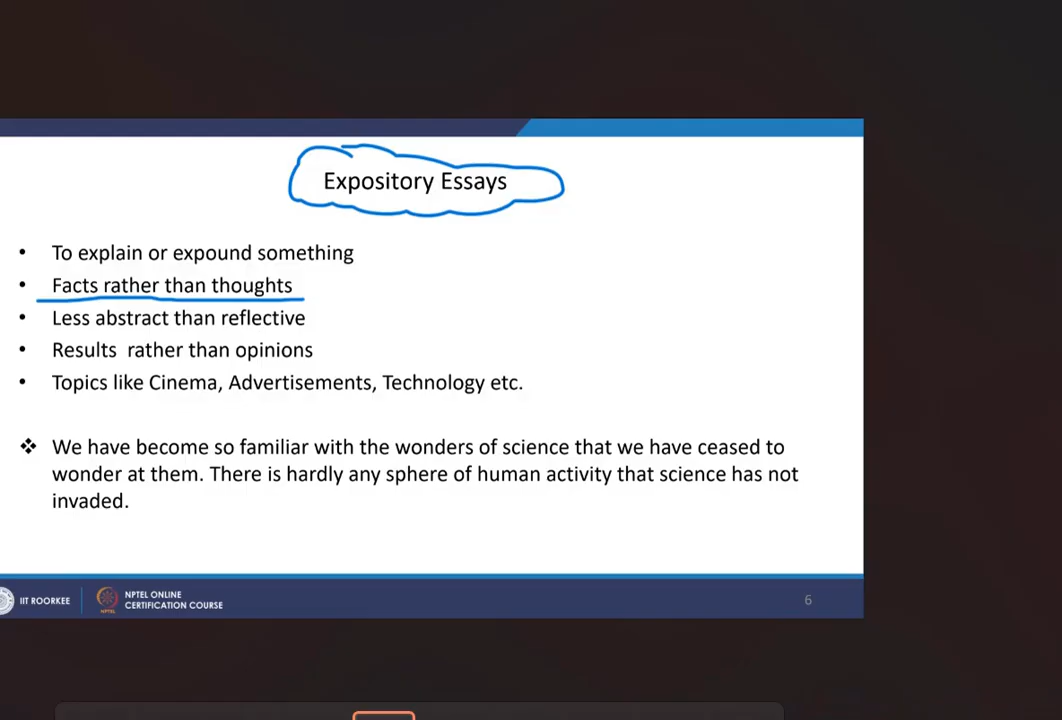 Expository Essays
• To explain or expound something
• Facts rather than thoughts
• Less abstract than reflective
• Results rather than opinions
• Topics like Cinema, Advertisements, Technology etc.
❖ We have become so familiar with the wonders of science that we have ceased to
wonder at them. There is hardly any sphere of human activity that science has not
invaded.
IIT ROORKEE
NPTEL
NPTEL ONLINE
CERTIFICATION COURSE
6